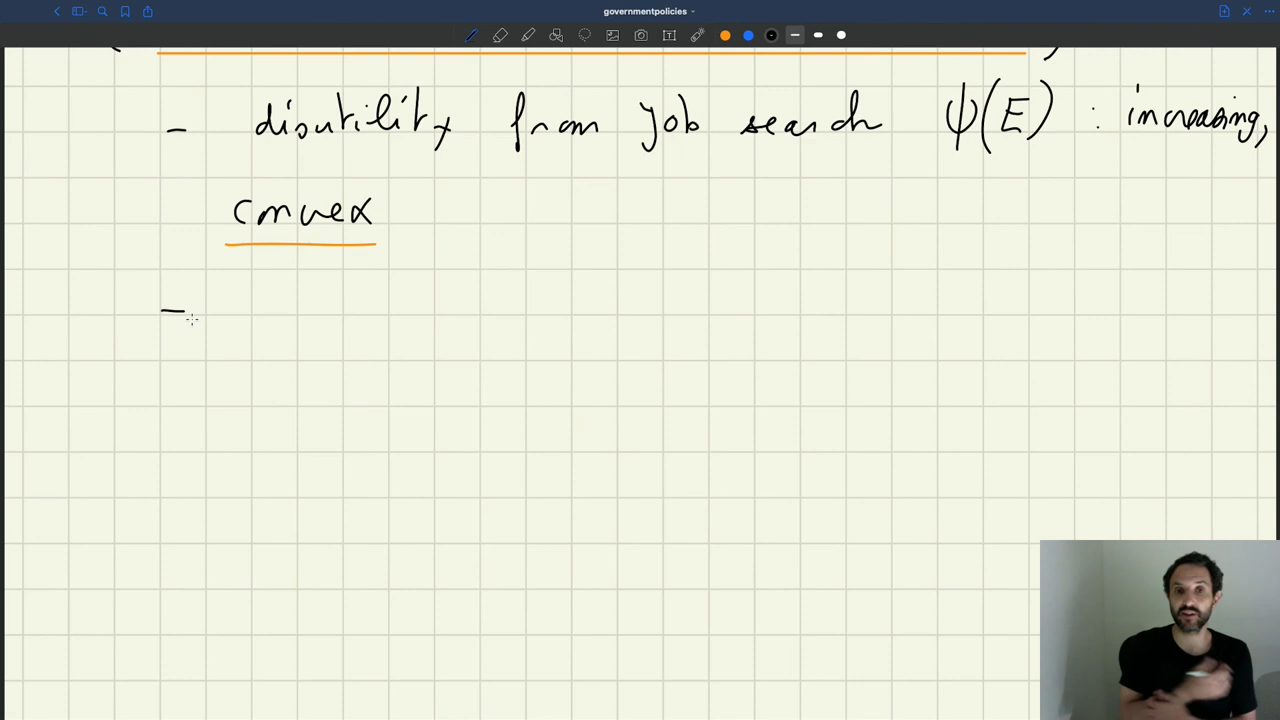 governmentpolicies
- disutility from job search ψ(E) : increasing,
convex
-